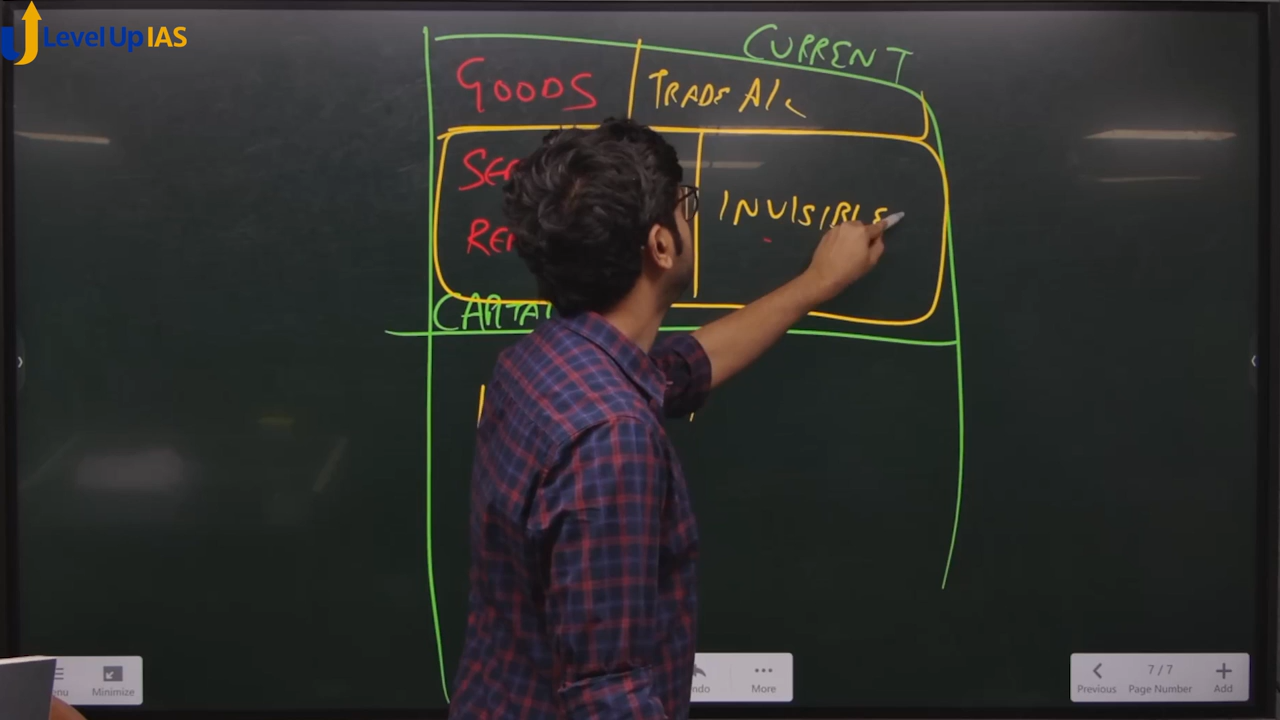 Level Up IAS
CURRENT
GOODS
TRADE A/c
INVISIBLE
Minimize
More
Previous
7 / 7
Page Number
Add